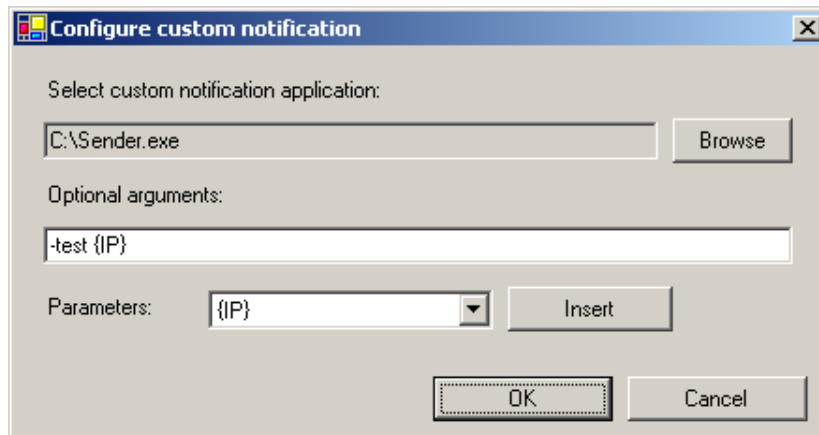 Configure custom notification
Select custom notification application:
C:\Sender.exe
Browse
Optional arguments:
-test {IP}
Parameters:
{IP}
Insert
OK
Cancel